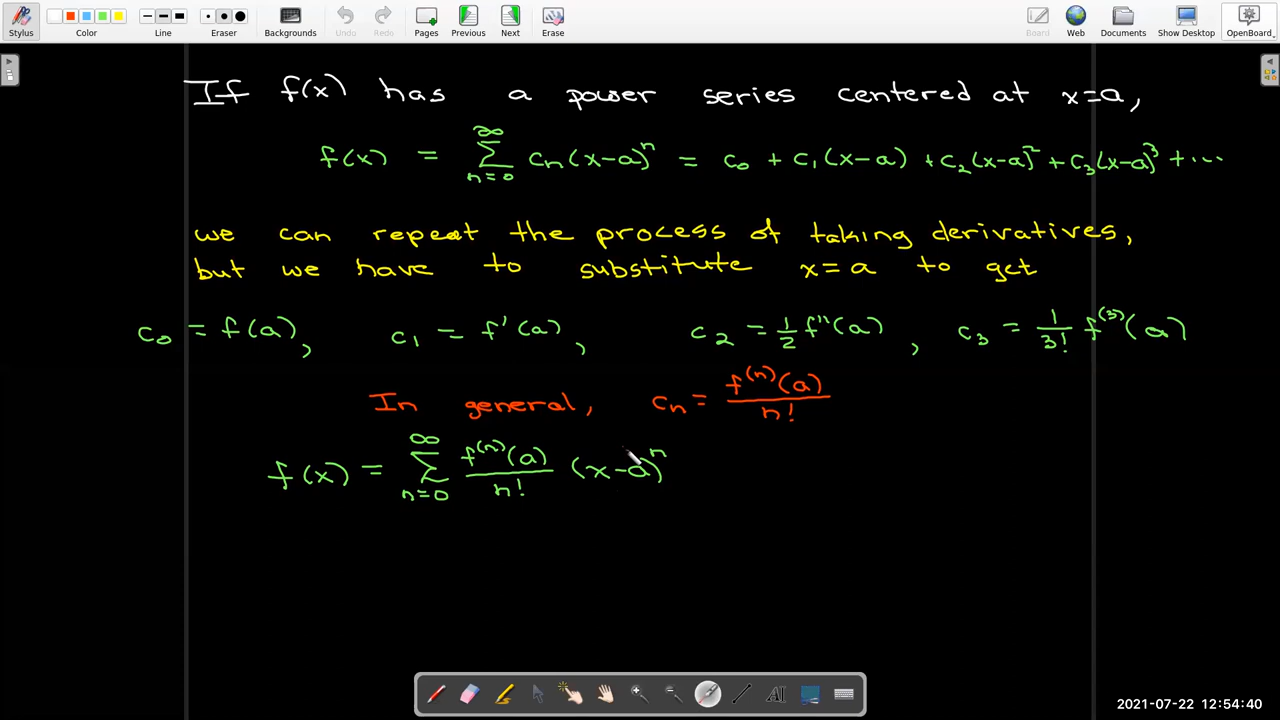 Stylus Color Line Eraser Backgrounds Undo Redo Pages Previous Next Erase Board Web Documents Show Desktop OpenBoard
If f(x) has a power series centered at x=a,
f(x) = ∑_{n=0}^{∞} cₙ(x-a)ⁿ = c₀ + c₁(x-a) + c₂(x-a)² + c₃(x-a)³ + ...
we can repeat the process of taking derivatives,
but we have to substitute x=a to get
c₀ = f(a), c₁ = f'(a), c₂ = 1/2 f''(a), c₃ = 1/3! f⁽³⁾(a)
In general, cₙ = f⁽ⁿ⁾(a)/n!
f(x) = ∑_{n=0}^{∞} f⁽ⁿ⁾(a)/n! (x-a)ⁿ
AI
2021-07-22 12:54:40